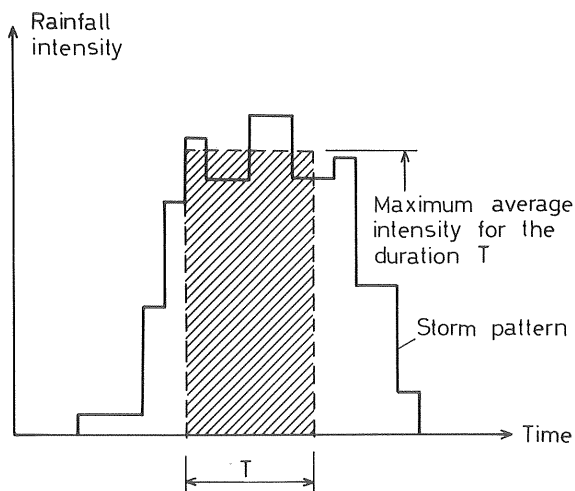 Rainfall
intensity
Maximum average
intensity for the
duration T
Storm pattern
Time
T